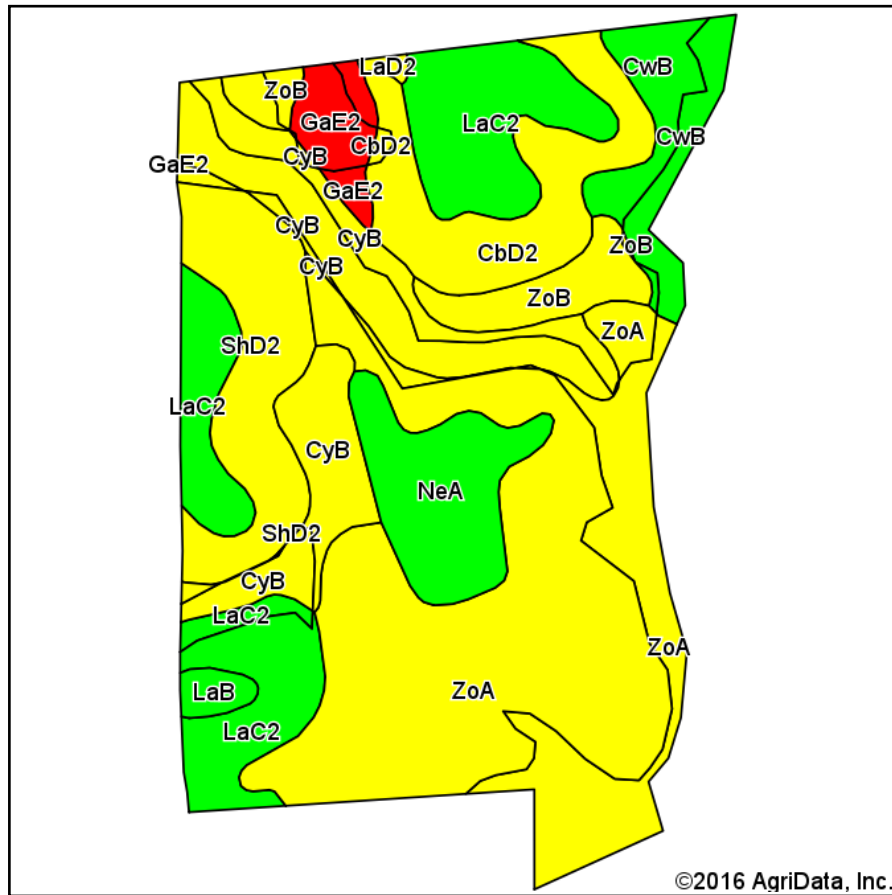 LaD2
CwB
ZoB
GaE2
LaC2
CwB
CbD2
CyB
GaE2
GaE2
CyB
CyB
ZoB
CbD2
CyB
ZoB
ZoA
ShD2
LaC2
CyB
NeA
ShD2
CyB
LaC2
ZoA
LaB
ZoA
LaC2
©2016 AgriData, Inc.